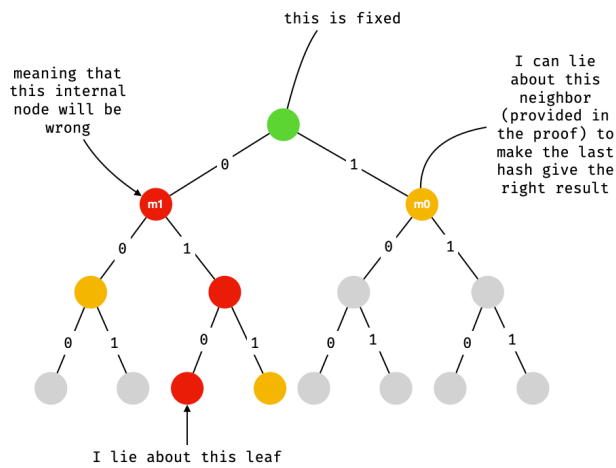 this is fixed
meaning that
this internal
node will be
wrong
I can lie
about this
neighbor
(provided in
the proof) to
make the last
hash give the
right result
0
1
m1
m0
0
1
0
1
0
1
0
1
0
1
0
1
I lie about this leaf